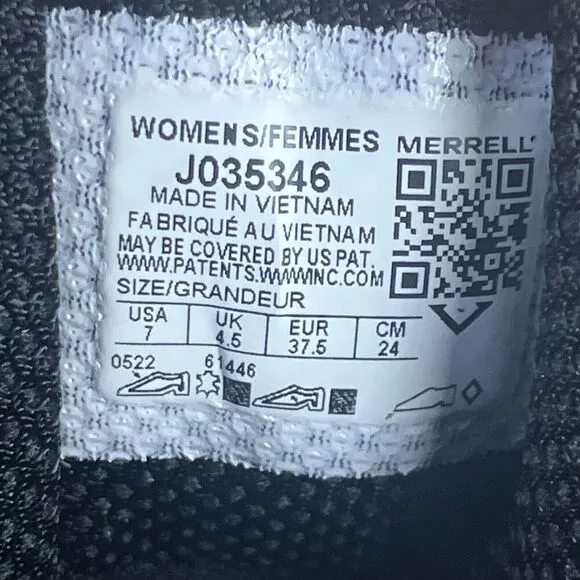 WOMENS/FEMMES MERRELL
J035346
MADE IN VIETNAM
FABRIQUÉ AU VIETNAM
MAY BE COVERED BY US PAT.
WWW.PATENTS.WWWINC.COM
SIZE/GRANDEUR
USA UK EUR CM
7 4.5 37.5 24
0522 61446